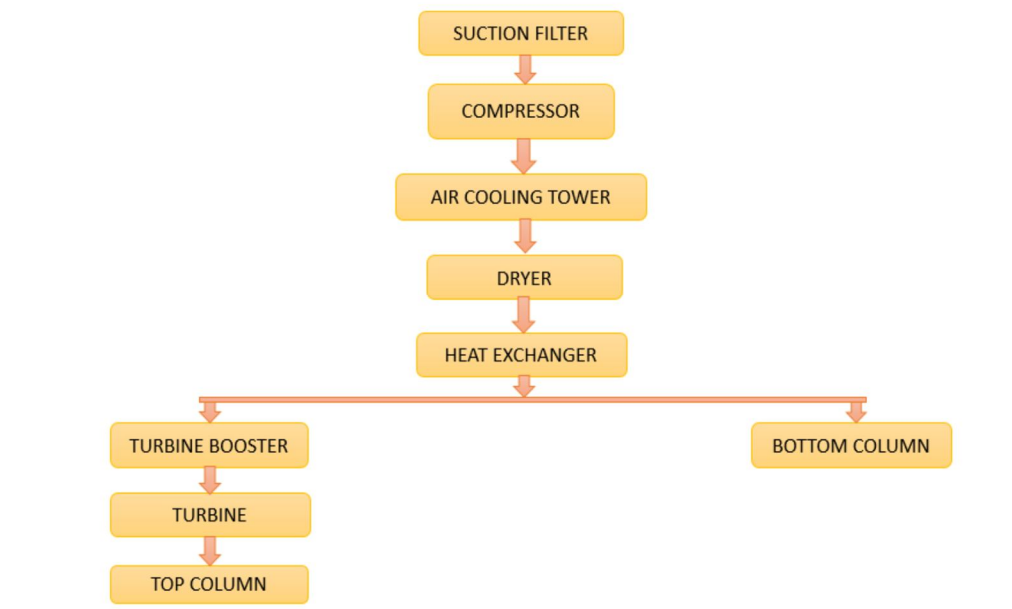 SUCTION FILTER
COMPRESSOR
AIR COOLING TOWER
DRYER
HEAT EXCHANGER
TURBINE BOOSTER
BOTTOM COLUMN
TURBINE
TOP COLUMN